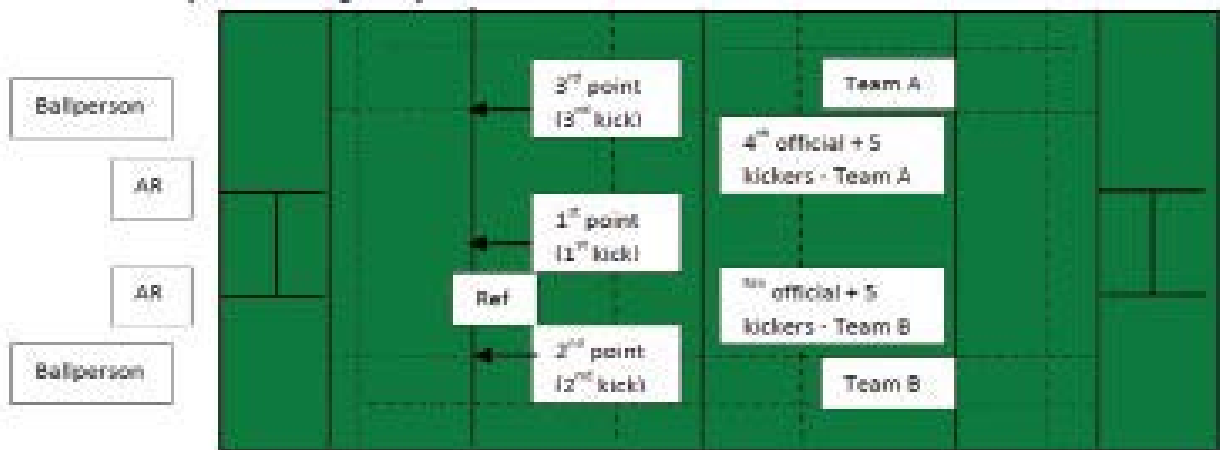 Ballperson
AR
AR
Ballperson
3rd point
(3rd kick)
1st point
(1st kick)
Ref
2nd point
(2nd kick)
Team A
4th official + 5
kickers - Team A
official + 5
kickers - Team B
Team B